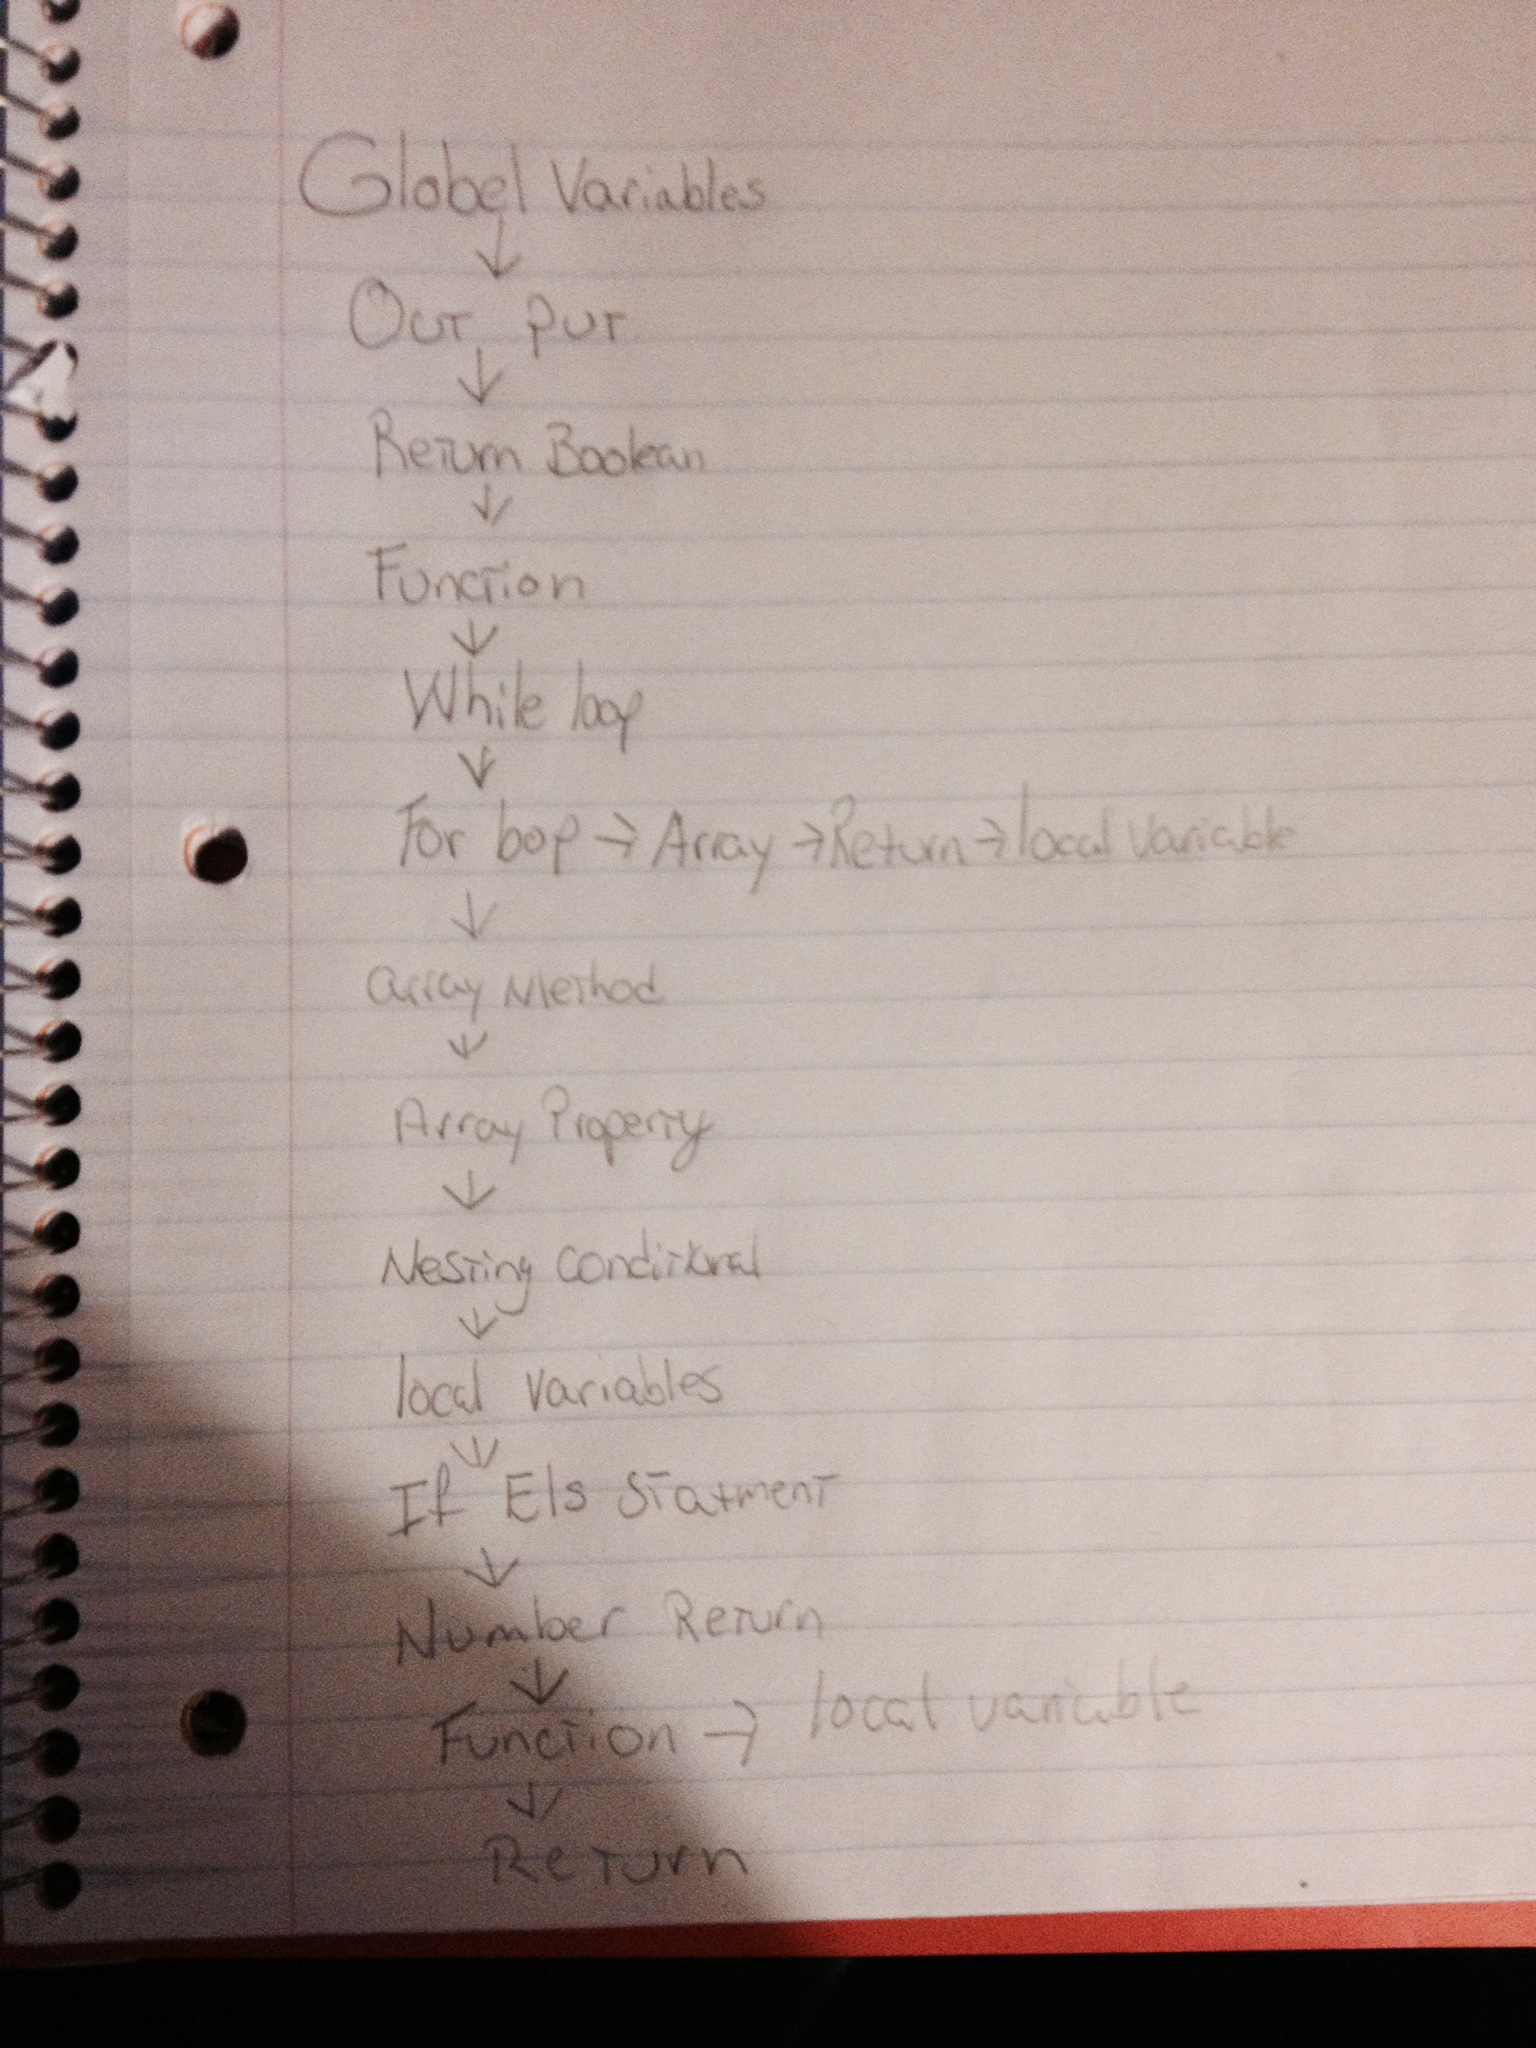 Globel Variables
↓
Out put
↓
Return Boolean
↓
Function
↓
While loop
↓
For loop → Array → Return → local variable
↓
array Method
↓
Array Property
↓
Nesting conditional
↓
local variables
↓
If Els Statment
↓
Number Return
↓
Function → local variable
↓
Return